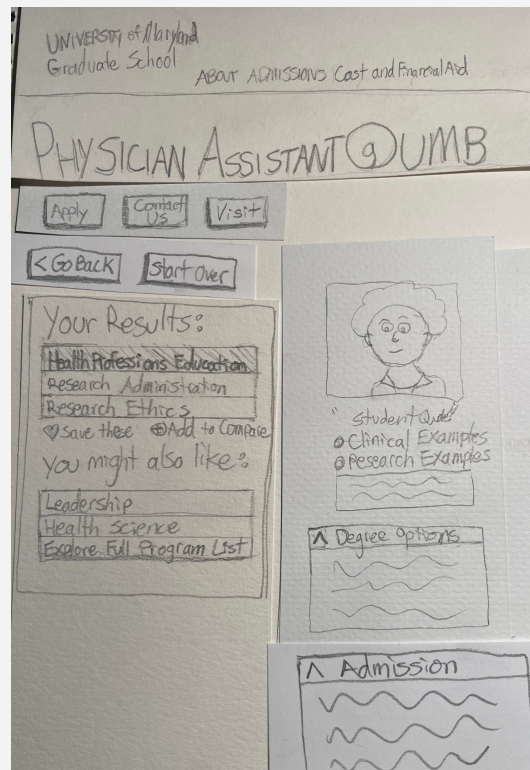 UNIVERSITY of Maryland
Graduate School
ABOUT ADMISSIONS Cost and Financial Aid
PHYSICIAN ASSISTANT @ UMB
Apply
Contact Us
Visit
< Go Back
Start Over
Your Results:
Health Professions Education
Research Administration
Research Ethics
♡ Save these ⊕ Add to Compare
You might also like:
Leadership
Health Science
Explore Full Program List
"Student Quote"
Clinical Examples
Research Examples
^ Degree Options
^ Admission